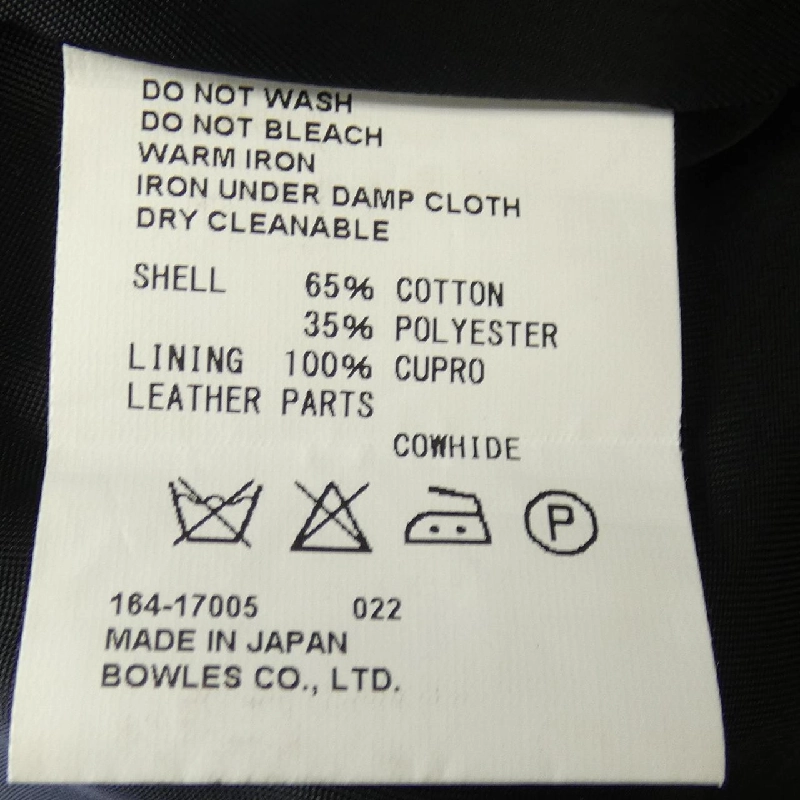 DO NOT WASH
DO NOT BLEACH
WARM IRON
IRON UNDER DAMP CLOTH
DRY CLEANABLE
SHELL 65% COTTON
35% POLYESTER
LINING 100% CUPRO
LEATHER PARTS
COWHIDE
P
164-17005 022
MADE IN JAPAN
BOWLES CO., LTD.